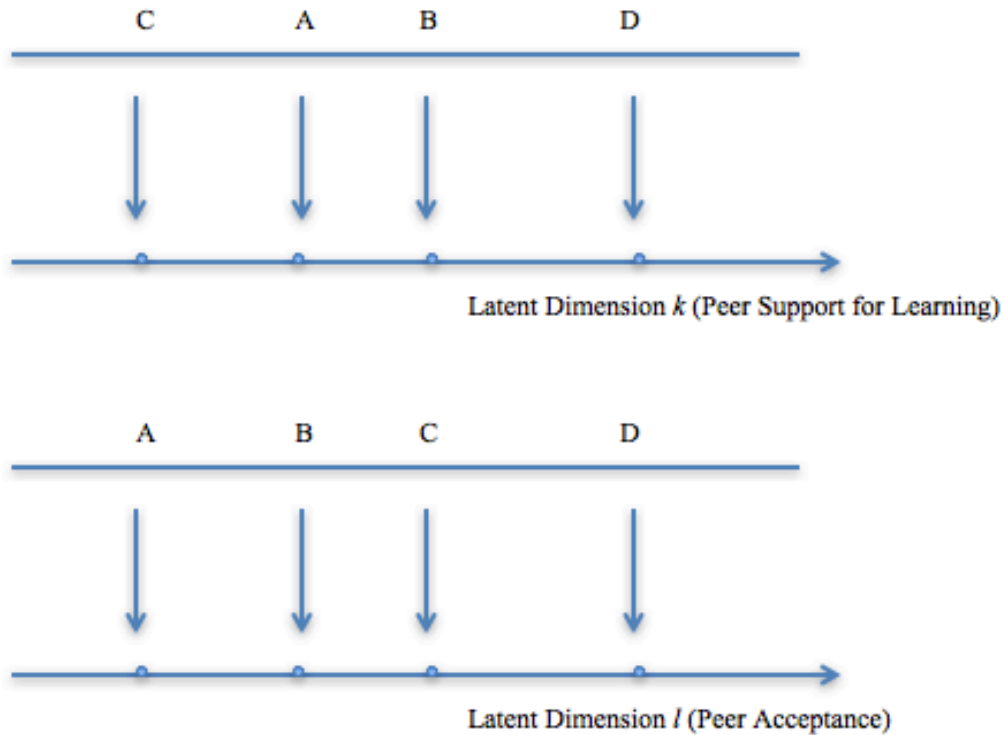 C A B D
Latent Dimension k (Peer Support for Learning)
A B C D
Latent Dimension l (Peer Acceptance)